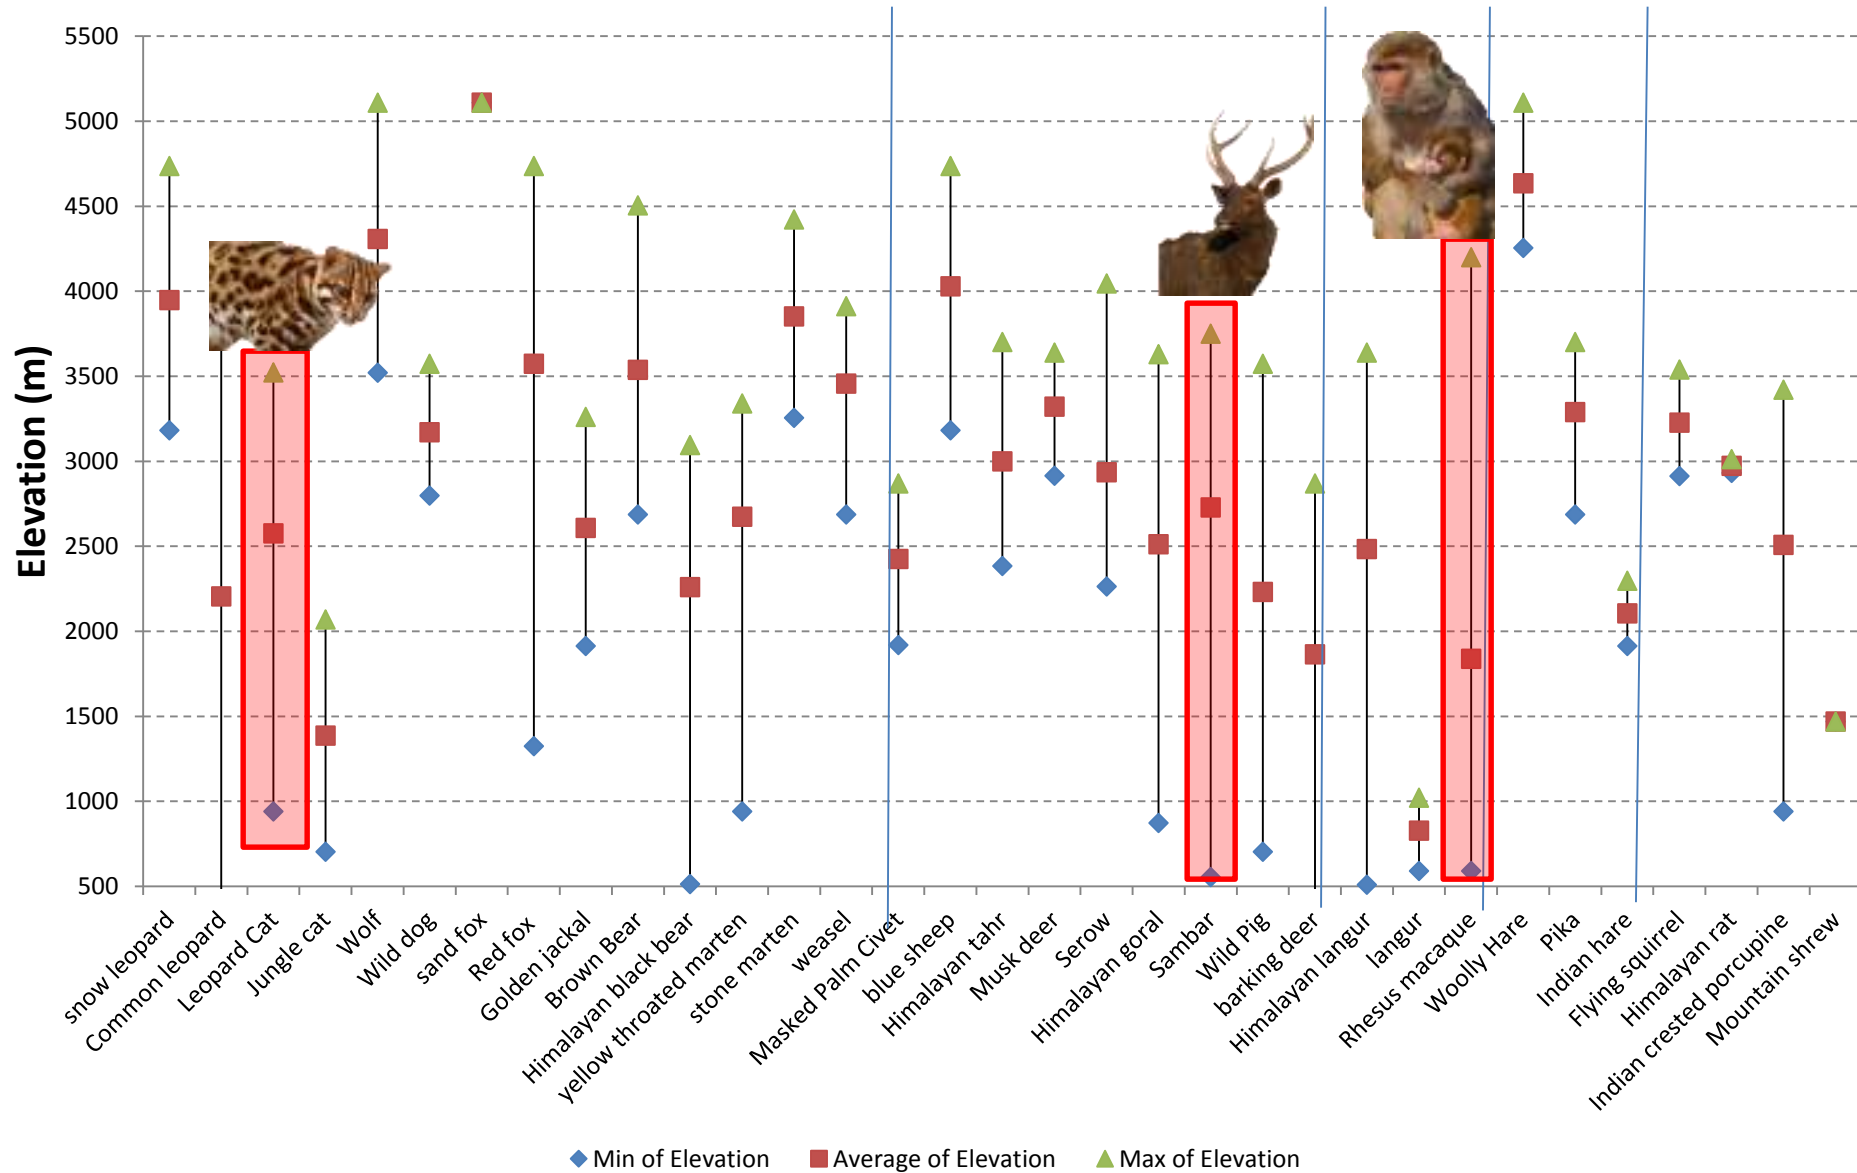 5500
5000
4500
4000
3500
3000
2500
2000
1500
1000
500
Elevation (m)
snow leopard
Common leopard
Leopard Cat
Jungle cat
Wolf
Wild dog
sand fox
Red fox
Golden jackal
Brown Bear
Himalayan black bear
yellow throated marten
stone marten
weasel
Masked Palm Civet
blue sheep
Himalayan tahr
Musk deer
Serow
Himalayan goral
Sambar
Wild Pig
barking deer
Himalayan langur
langur
Rhesus macaque
Woolly Hare
Pika
Indian hare
Flying squirrel
Himalayan rat
Indian crested porcupine
Mountain shrew
Min of Elevation
Average of Elevation
Max of Elevation